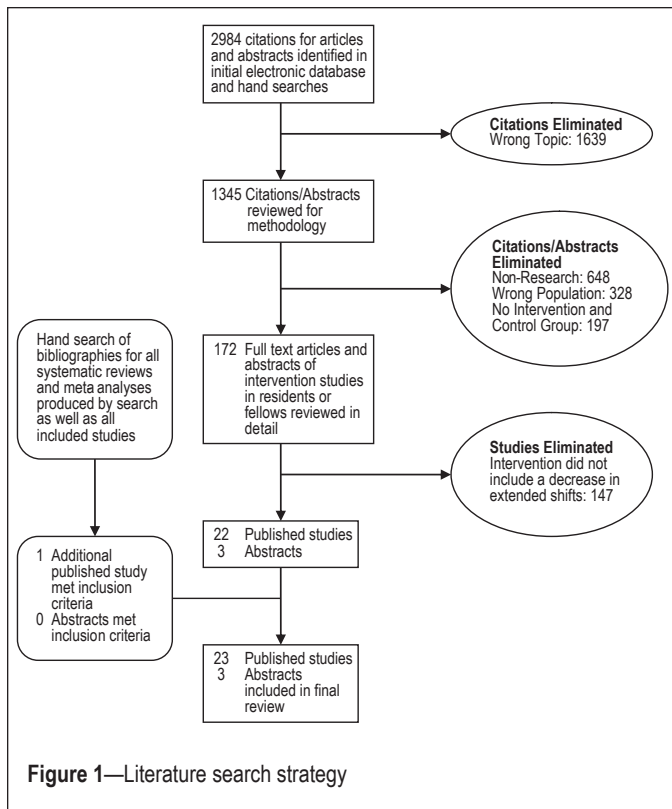 2984 citations for articles
and abstracts identified in
initial electronic database
and hand searches
Citations Eliminated
Wrong Topic: 1639
1345 Citations/Abstracts
reviewed for
methodology
Citations/Abstracts
Eliminated
Non-Research: 648
Wrong Population: 328
No Intervention and
Control Group: 197
Hand search of
bibliographies for all
systematic reviews
and meta analyses
produced by search
as well as all
included studies
172 Full text articles and
abstracts of
intervention studies
in residents or
fellows reviewed in
detail
Studies Eliminated
Intervention did not
include a decrease in
extended shifts: 147
22 Published studies
3 Abstracts
1 Additional
published study
met inclusion
criteria
0 Abstracts met
inclusion criteria
23 Published studies
3 Abstracts
included in final
review
Figure 1—Literature search strategy